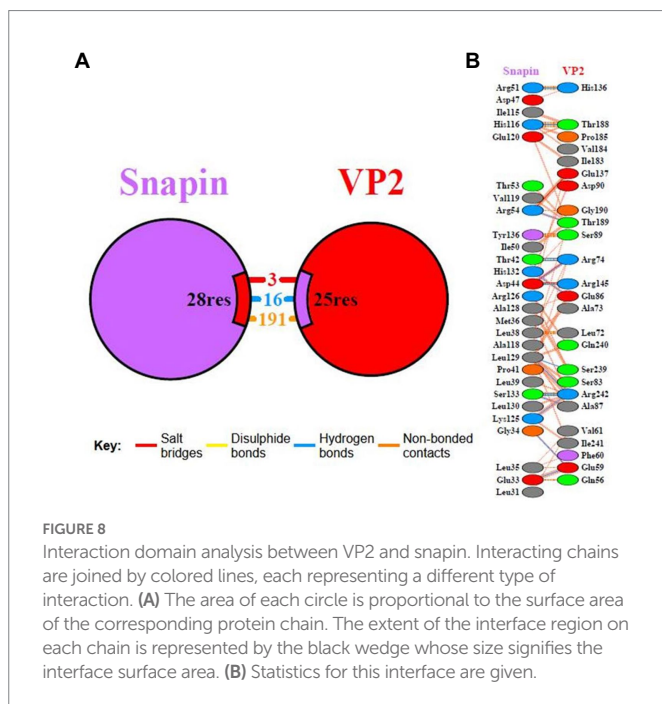 A
B
Snapin VP2
Snapin VP2
3
16
191
28res
25res
Key: Salt bridges Disulphide bonds Hydrogen bonds Non-bonded contacts
Arg51 His136
Asp47
Ile115
His116 Thr188
Glu120 Pro185
Val184
Ile183
Glu137
Thr53 Asp90
Val119
Arg54 Gly190
Thr189
Tyr136 Ser89
Ile50
Thr42 Arg74
His132
Asp44 Arg145
Arg126 Glu86
Ala128 Ala73
Met36
Leu38 Leu72
Ala118 Gln240
Leu129
Pro41 Ser239
Leu39 Ser83
Ser133 Arg242
Leu130 Ala87
Lys125
Gly34 Val61
Ile241
Phe60
Leu35 Glu59
Glu33 Gln56
Leu31
FIGURE 8
Interaction domain analysis between VP2 and snapin. Interacting chains
are joined by colored lines, each representing a different type of
interaction. (A) The area of each circle is proportional to the surface area
of the corresponding protein chain. The extent of the interface region on
each chain is represented by the black wedge whose size signifies the
interface surface area. (B) Statistics for this interface are given.